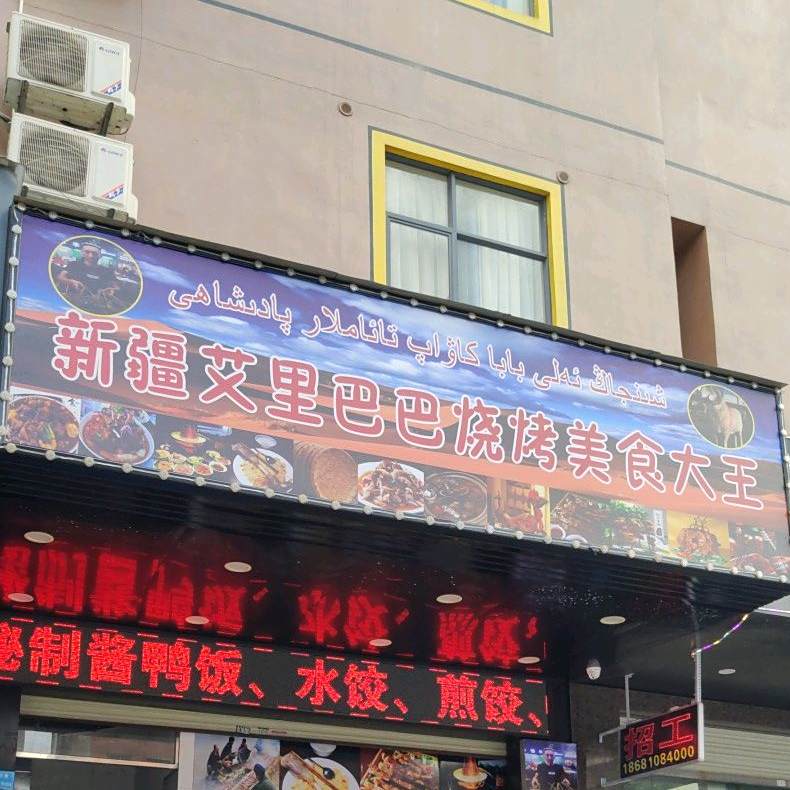 شىنجاڭ ئەلى بابا كاۋاپ تائاملار پادىشاھى
新疆艾里巴巴烧烤美食大王
制酱鸭饭、水饺、煎饺、
招工
18681084000